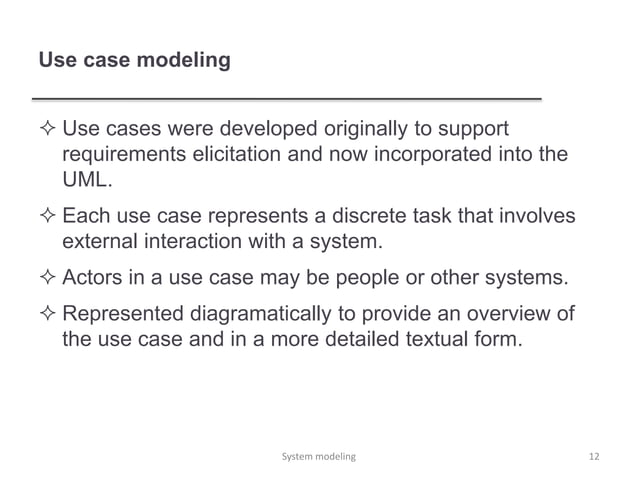 Use case modeling
✧ Use cases were developed originally to support
requirements elicitation and now incorporated into the
UML.
✧ Each use case represents a discrete task that involves
external interaction with a system.
✧ Actors in a use case may be people or other systems.
✧ Represented diagramatically to provide an overview of
the use case and in a more detailed textual form.
System modeling
12